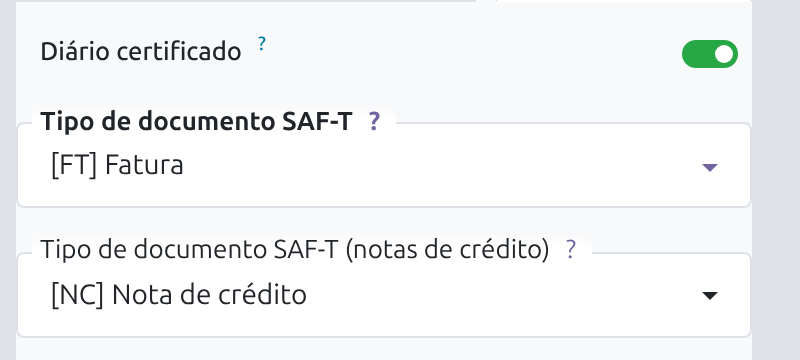 Diário certificado ?
Tipo de documento SAF-T ?
[FT] Fatura
Tipo de documento SAF-T (notas de crédito) ?
[NC] Nota de crédito